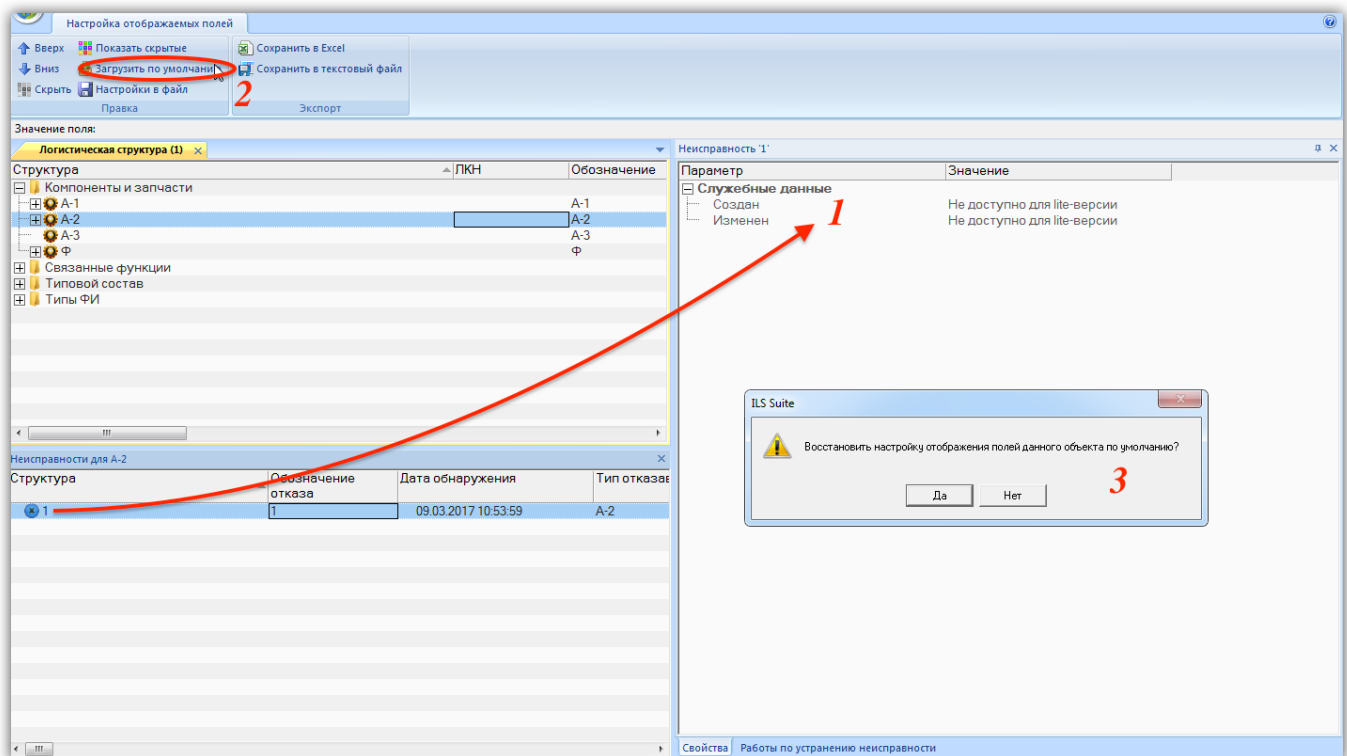 Настройка отображаемых полей
Вверх Показать скрытые Сохранить в Excel
Вниз Загрузить по умолчани Сохранить в текстовый файл
Скрыть Настройки в файл
2
Правка Экспорт
Значение поля:
Логистическая структура (1) Неисправность '1'
Структура ЛКН Обозначение Параметр Значение
Компоненты и запчасти Служебные данные
А-1 А-1 Создан Не доступно для lite-версии
А-2 А-2 Изменен Не доступно для lite-версии
1
А-3 А-3
Ф Ф
Связанные функции
Типовой состав
Типы ФИ
ILS Suite
Восстановить настройку отображения полей данного объекта по умолчанию?
Да Нет
3
Неисправности для А-2
Структура Обозначение отказа Дата обнаружения Тип отказа
1 1 09.03.2017 10:53:59 А-2
Свойства Работы по устранению неисправности